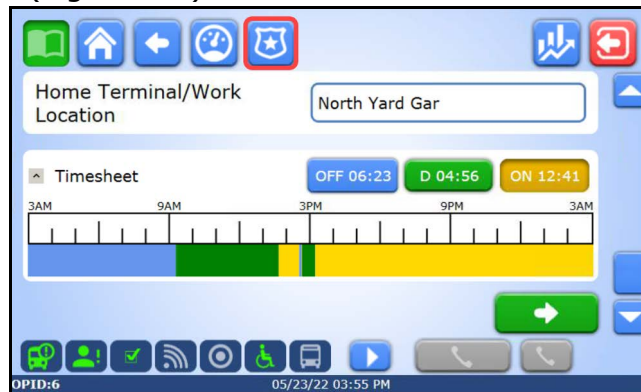 Home Terminal/Work
Location
North Yard Gar
Timesheet
OFF 06:23
D 04:56
ON 12:41
3AM 9AM 3PM 9PM 3AM
OPID:6
05/23/22 03:55 PM